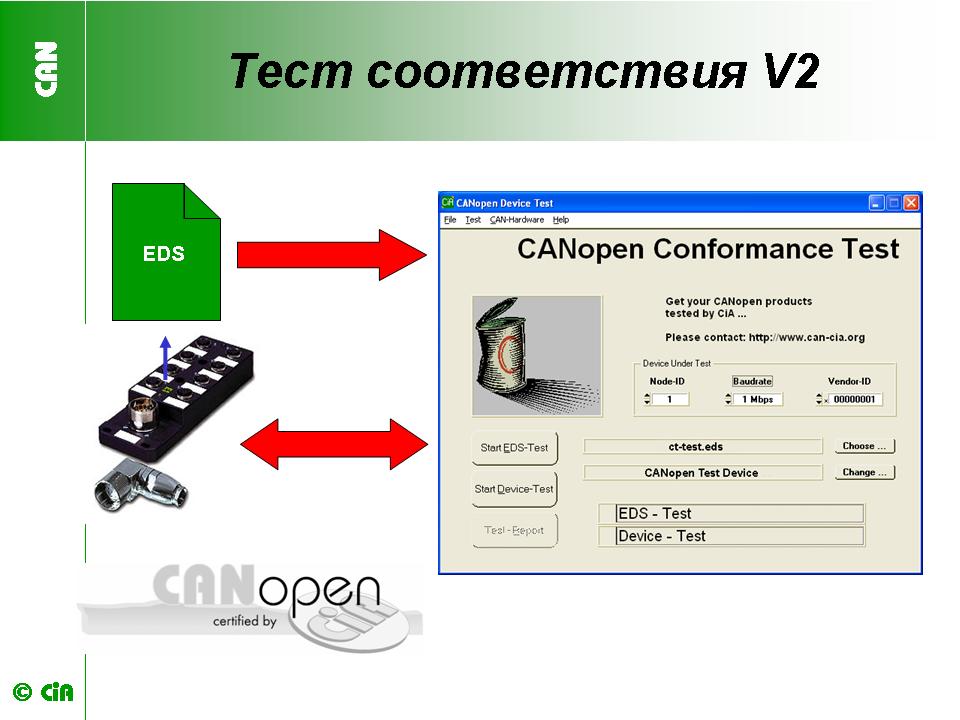 CAN
Тест соответствия V2
EDS
CiA CANopen Device Test
File Test CAN-Hardware Help
CANopen Conformance Test
Get your CANopen products
tested by CiA ...
Please contact: http://www.can-cia.org
Device Under Test
Node-ID Baudrate Vendor-ID
1 1 Mbps x 00000001
Start EDS-Test ct-test.eds Choose ...
CANopen Test Device Change ...
Start Device-Test
EDS - Test
Test-Report
Device - Test
CANopen
certified by CiA
© CiA